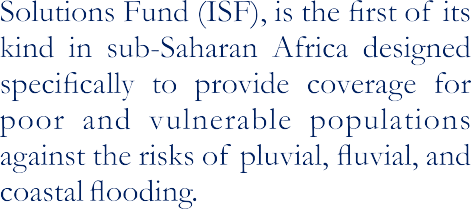 Solutions Fund (ISF), is the first of its
kind in sub-Saharan Africa designed
specifically to provide coverage for
poor and vulnerable populations
against the risks of pluvial, fluvial, and
coastal flooding.